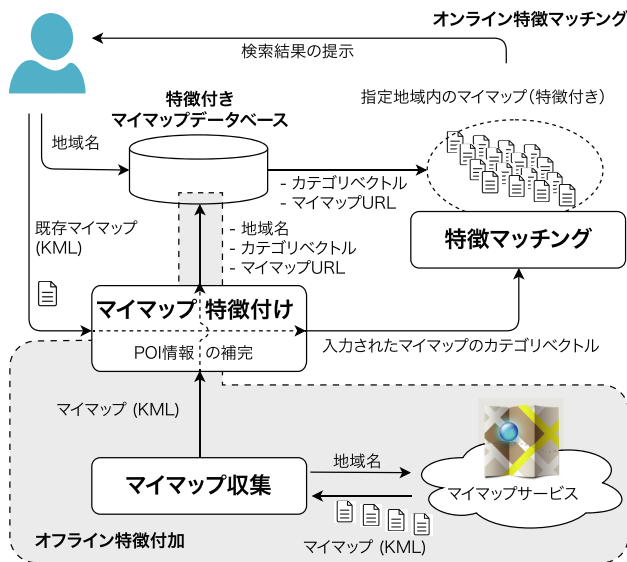 オンライン特徴マッチング
検索結果の提示
特徴付き
マイマップデータベース
指定地域内のマイマップ(特徴付き)
地域名
- カテゴリベクトル
- マイマップURL
既存マイマップ
(KML)
- 地域名
- カテゴリベクトル
- マイマップURL
特徴マッチング
マイマップ 特徴付け
POI情報 の補完
入力されたマイマップのカテゴリベクトル
マイマップ (KML)
マイマップ収集
地域名
マイマップサービス
オフライン特徴付加
マイマップ (KML)